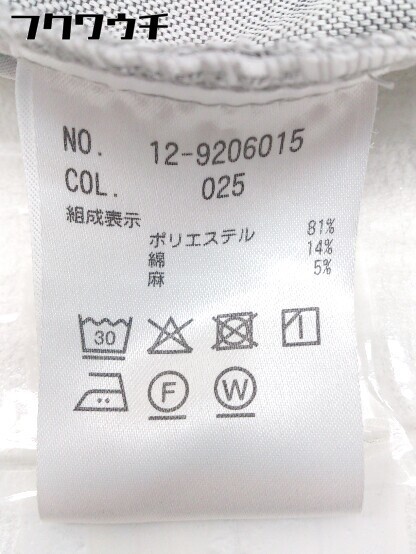 フクワウチ
NO. 12-9206015
COL. 025
組成表示
ポリエステル 81%
綿 14%
麻 5%
30
F W